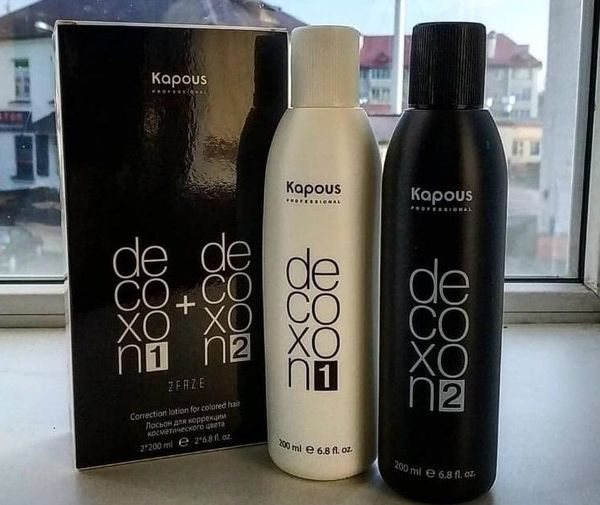 Kapous
PROFESSIONAL
de
co
xo
n1
+
de
co
xo
n2
2FAZE
Correction lotion for colored hair
Лосьон для коррекции
косметического цвета
2*200 ml e 2*6.8 fl. oz.
Kapous
PROFESSIONAL
de
co
xo
n1
200 ml e 6.8 fl. oz.
Kapous
PROFESSIONAL
de
co
xo
n2
200 ml e 6.8 fl. oz.